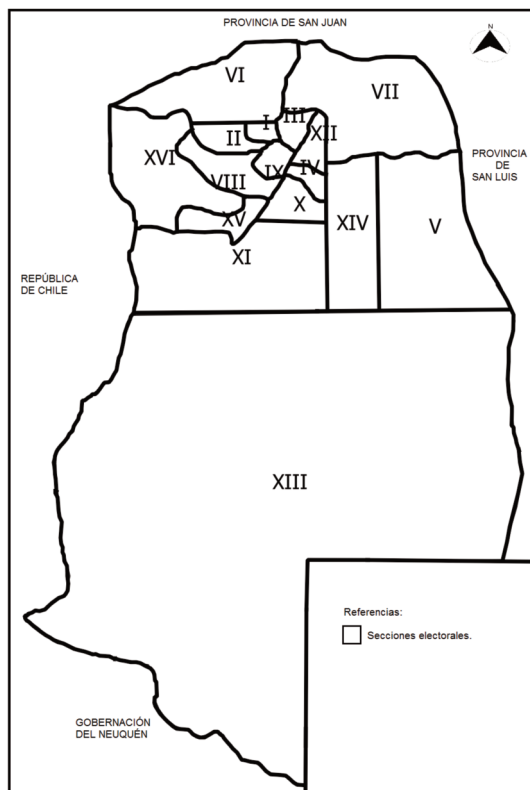 PROVINCIA DE SAN JUAN
N
VI
VII
I
III
II
XII
PROVINCIA
DE
SAN LUIS
XVI
IX
IV
VIII
X
XV
XIV
V
XI
REPÚBLICA
DE CHILE
XIII
Referencias:
Secciones electorales.
GOBERNACIÓN
DEL NEUQUÉN